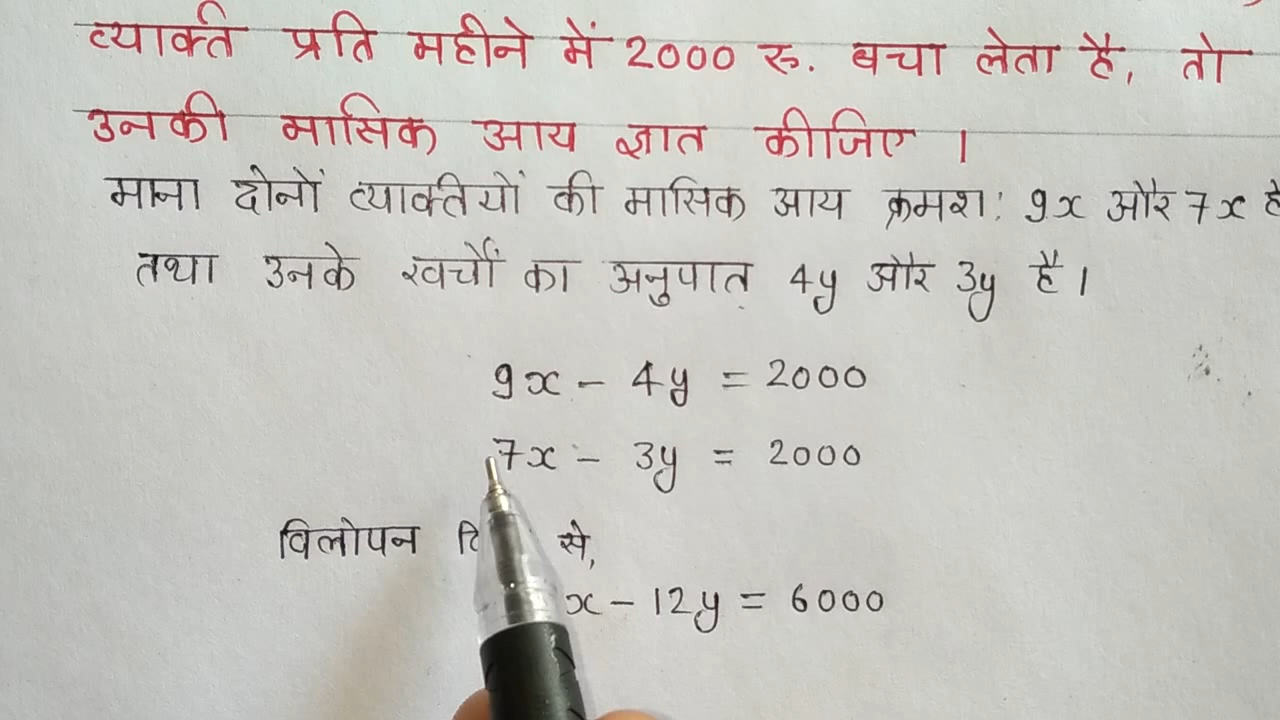 व्यक्ति प्रति महीने में 2000 रु. बचा लेता है, तो
उनकी मासिक आय ज्ञात कीजिए ।
माना दोनों व्यक्तियों की मासिक आय क्रमश: 9x और 7x है
तथा उनके खर्चों का अनुपात 4y और 3y है ।
9x - 4y = 2000
7x - 3y = 2000
विलोपन से,
x - 12y = 6000